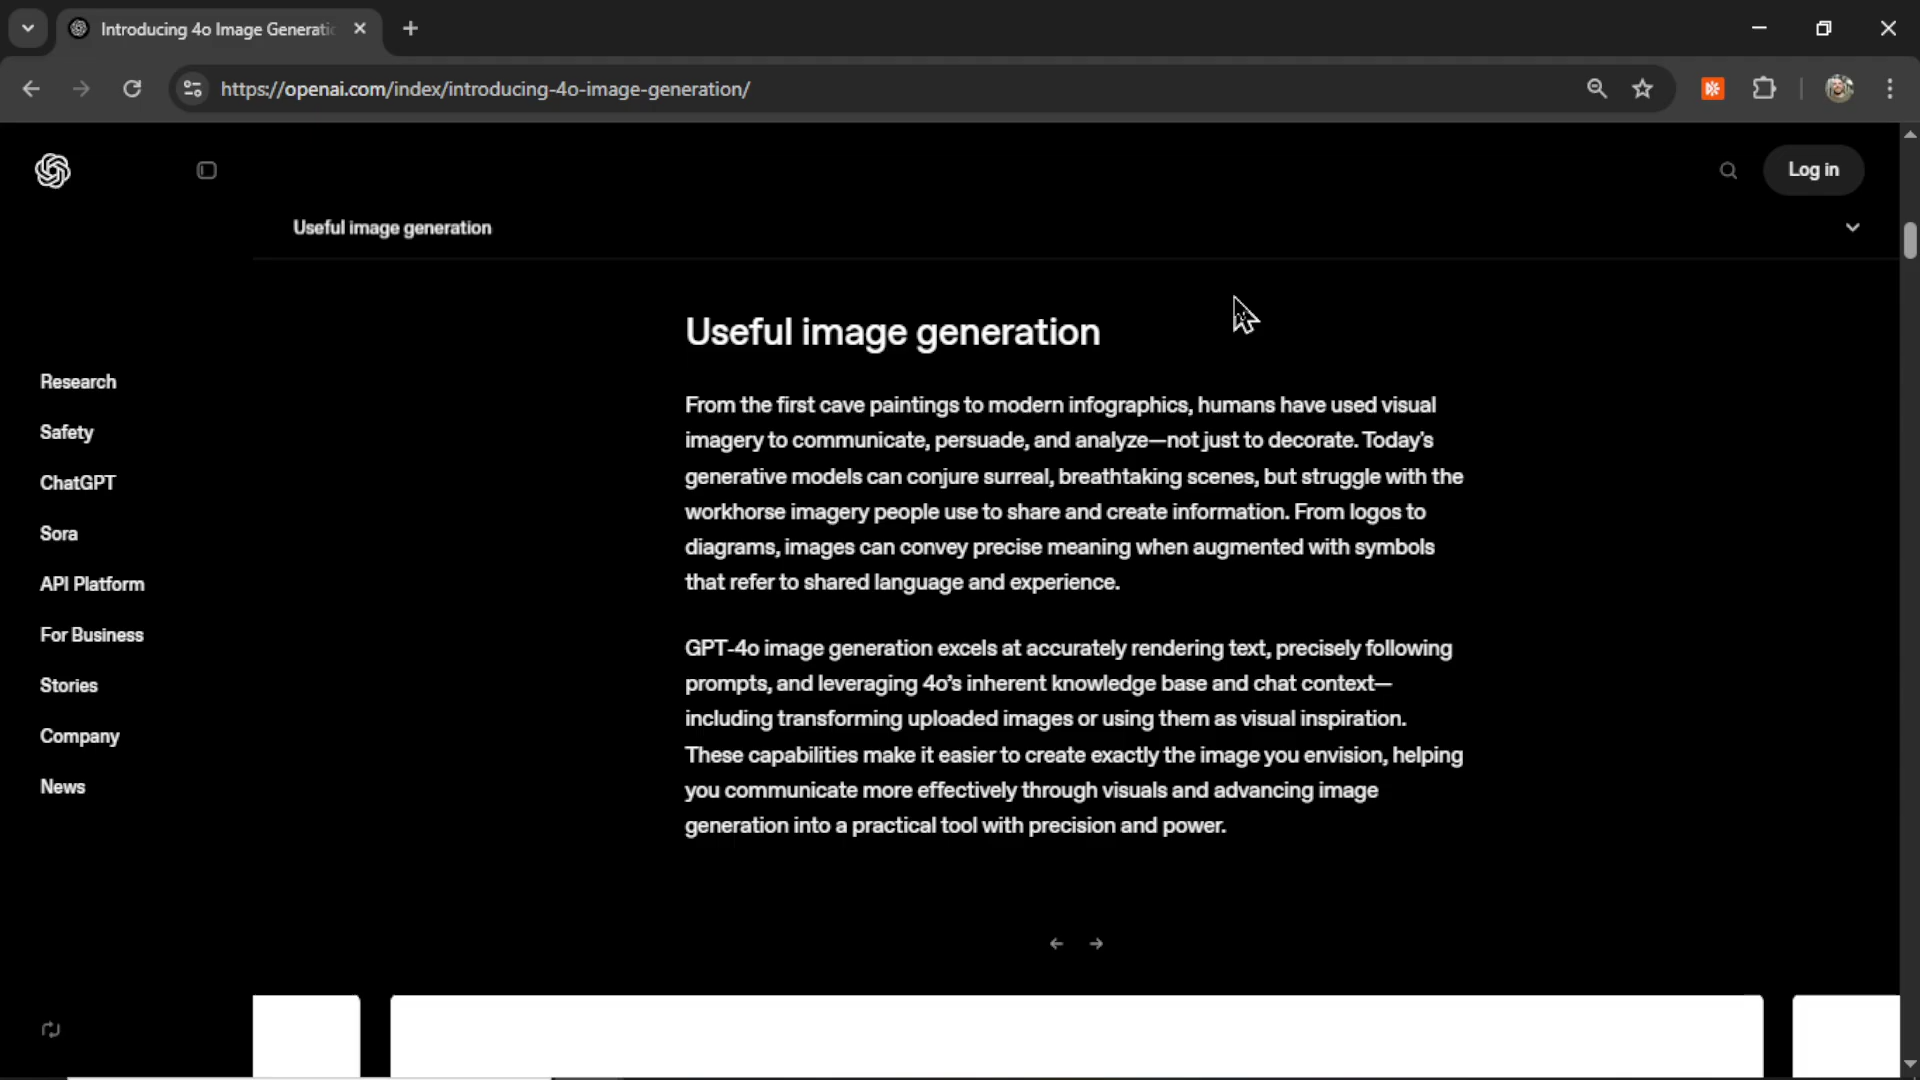 Introducing 4o Image Generati
https://openai.com/index/introducing-4o-image-generation/
Log in
Useful image generation
Research
Safety
ChatGPT
Sora
API Platform
For Business
Stories
Company
News
Useful image generation
From the first cave paintings to modern infographics, humans have used visual
imagery to communicate, persuade, and analyze—not just to decorate. Today's
generative models can conjure surreal, breathtaking scenes, but struggle with the
workhorse imagery people use to share and create information. From logos to
diagrams, images can convey precise meaning when augmented with symbols
that refer to shared language and experience.
GPT-4o image generation excels at accurately rendering text, precisely following
prompts, and leveraging 4o’s inherent knowledge base and chat context—
including transforming uploaded images or using them as visual inspiration.
These capabilities make it easier to create exactly the image you envision, helping
you communicate more effectively through visuals and advancing image
generation into a practical tool with precision and power.